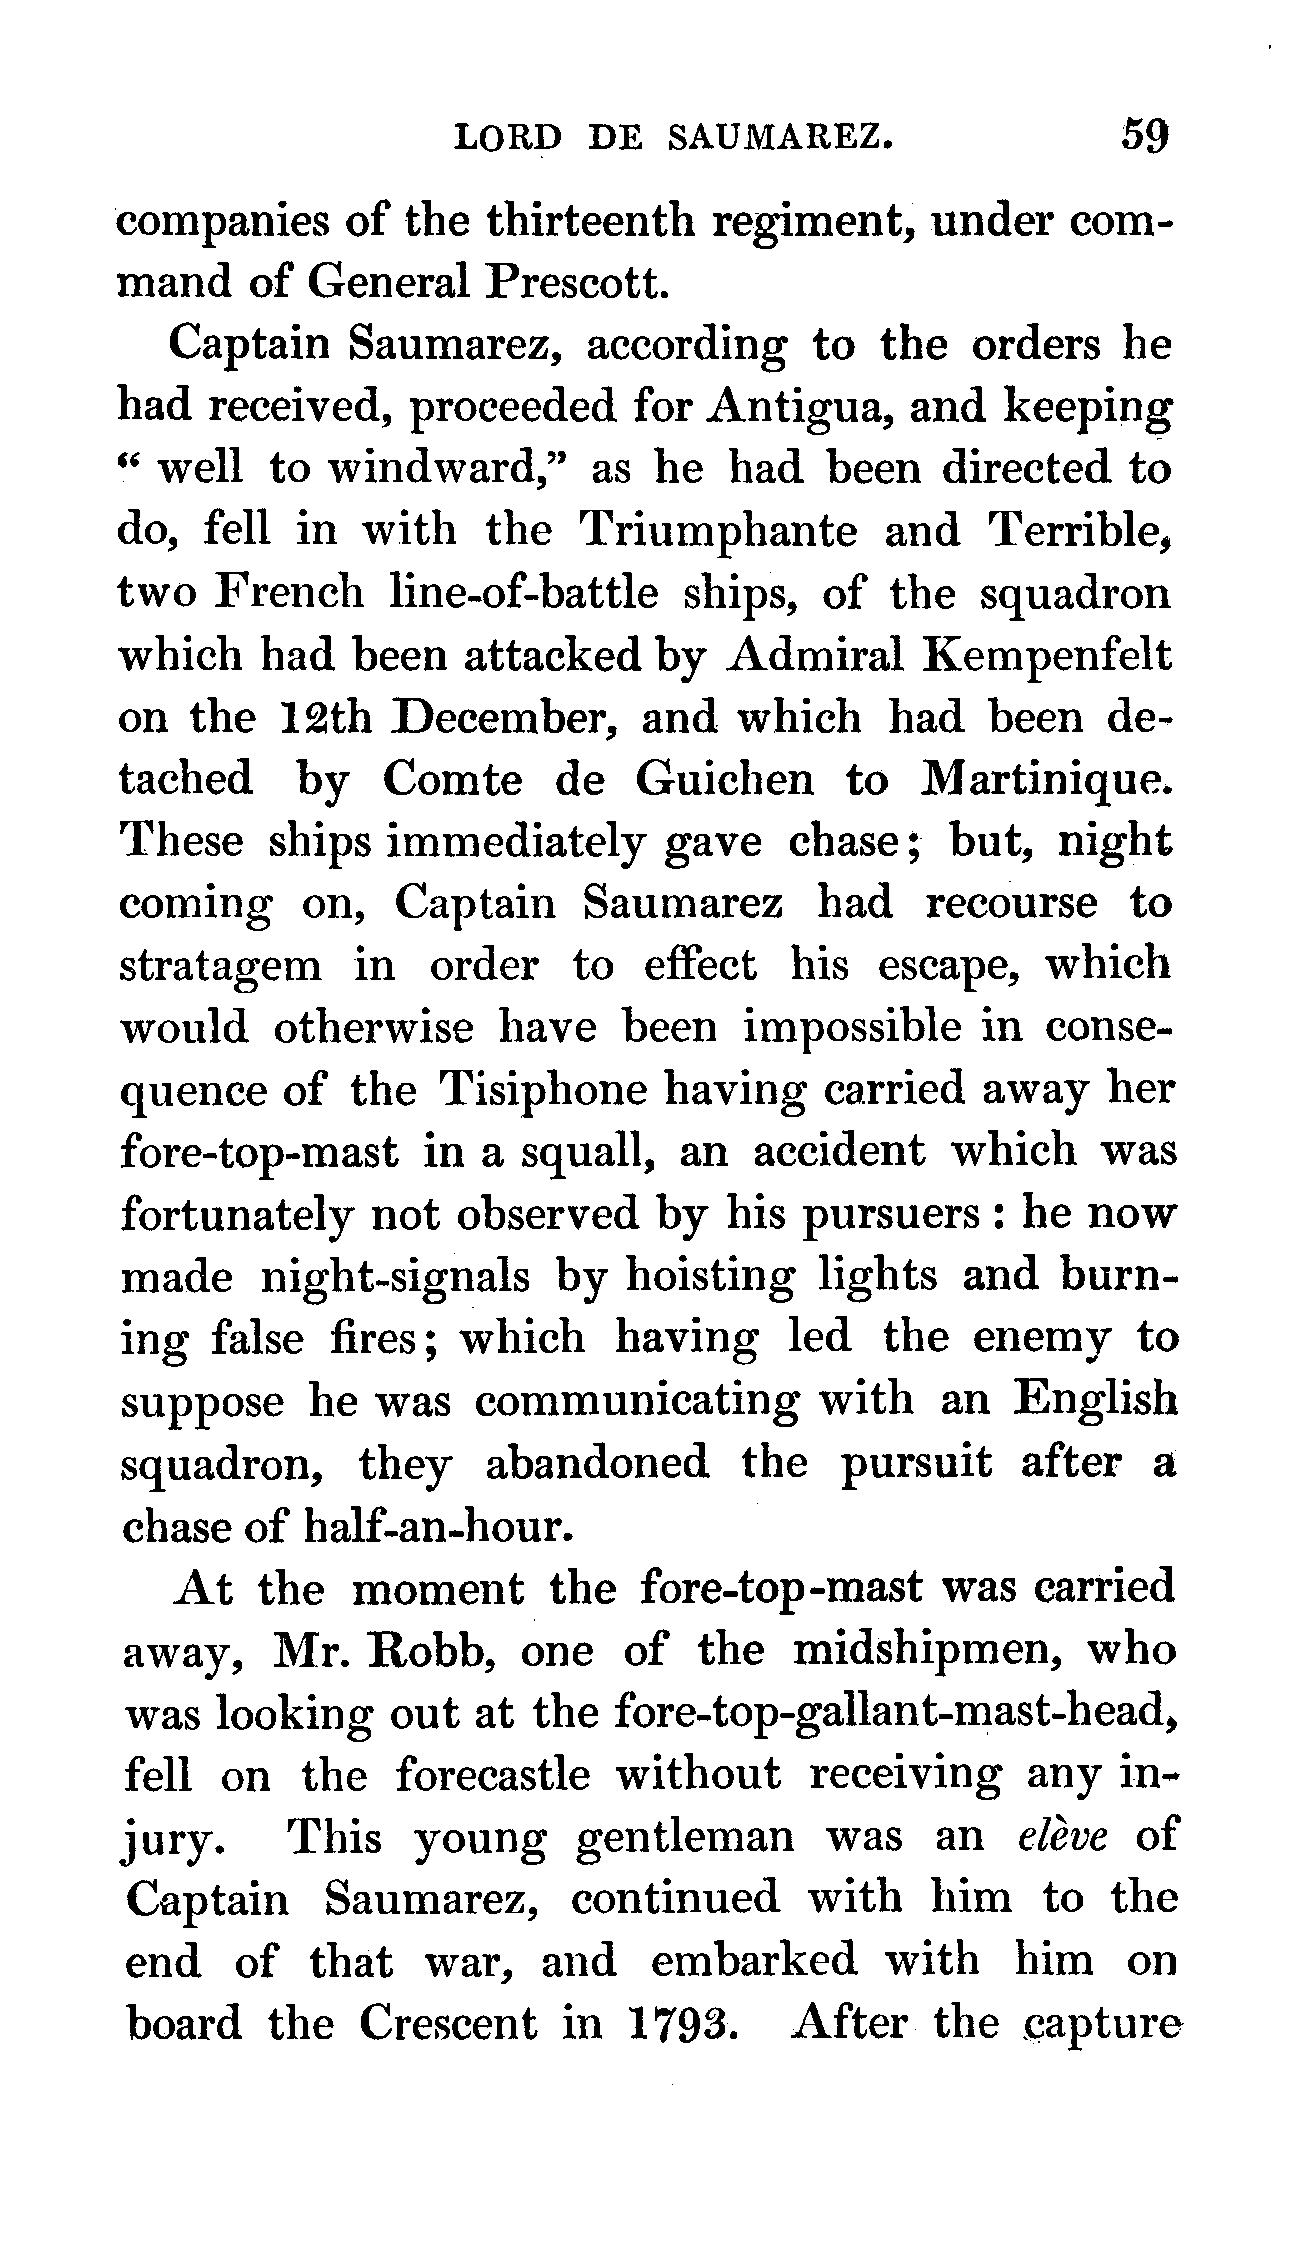 LORD DE SAUMAREZ. 59
companies of the thirteenth regiment, under com-
mand of General Prescott.
Captain Saumarez, according to the orders he
had received, proceeded for Antigua, and keeping
“ well to windward,” as he had been directed to
do, fell in with the Triumphante and Terrible,
two French line-of-battle ships, of the squadron
which had been attacked by Admiral Kempenfelt
on the 12th December, and which had been de-
tached by Comte de Guichen to Martinique.
These ships immediately gave chase; but, night
coming on, Captain Saumarez had recourse to
stratagem in order to effect his escape, which
would otherwise have been impossible in conse-
quence of the Tisiphone having carried away her
fore-top-mast in a squall, an accident which was
fortunately not observed by his pursuers : he now
made night-signals by hoisting lights and burn-
ing false fires; which having led the enemy to
suppose he was communicating with an English
squadron, they abandoned the pursuit after a
chase of half-an-hour.
At the moment the fore-top-mast was carried
away, Mr. Robb, one of the midshipmen, who
was looking out at the fore-top-gallant-mast-head,
fell on the forecastle without receiving any in-
jury. This young gentleman was an elève of
Captain Saumarez, continued with him to the
end of that war, and embarked with him on
board the Crescent in 1793. After the capture